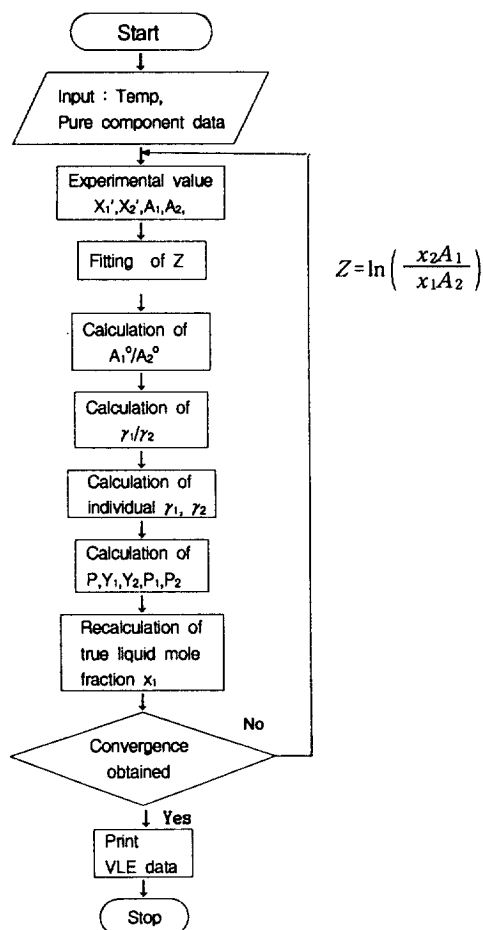 Start
Input : Temp,
Pure component data
Experimental value
X₁',X₂',A₁,A₂,
Fitting of Z
Z=ln( x₂A₁ / x₁A₂ )
Calculation of
A₁°/A₂°
Calculation of
γ₁/γ₂
Calculation of
individual γ₁, γ₂
Calculation of
P,Y₁,Y₂,P₁,P₂
Recalculation of
true liquid mole
fraction x₁
No
Convergence
obtained
Yes
Print
VLE data
Stop